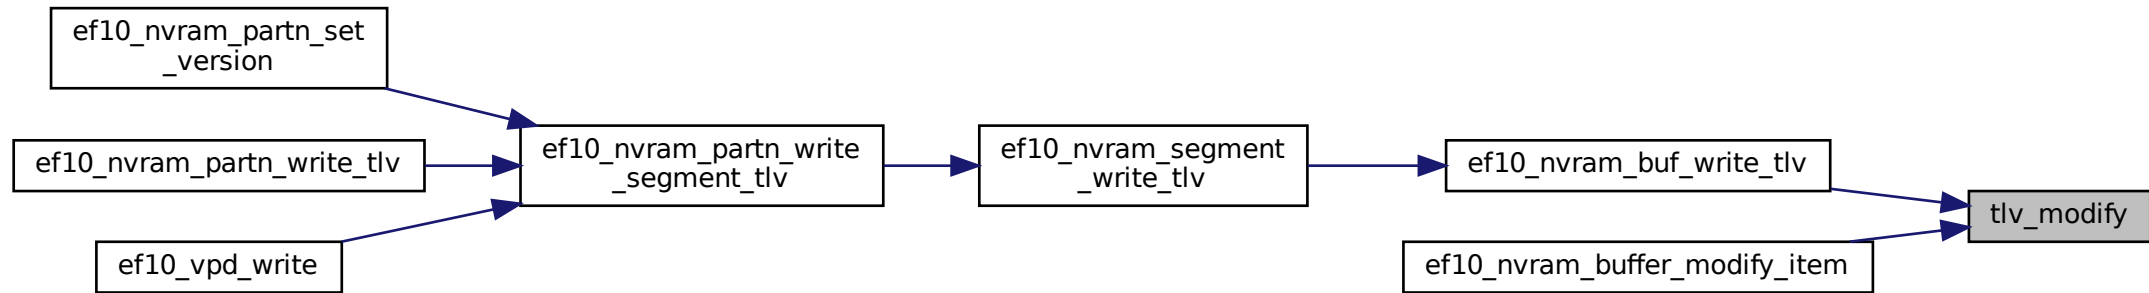 ef10_nvram_partn_set
_version
ef10_nvram_partn_write_tlv
ef10_vpd_write
ef10_nvram_partn_write
_segment_tlv
ef10_nvram_segment
_write_tlv
ef10_nvram_buf_write_tlv
ef10_nvram_buffer_modify_item
tlv_modify